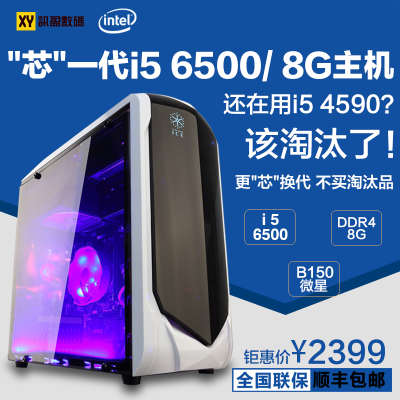 XY 讯盈数码 intel
"芯"一代i5 6500/ 8G主机
还在用i5 4590?
该淘汰了!
更"芯"换代 不买淘汰品
i 5
6500
DDR4
8G
B150
微星
钜惠价¥2399
全国联保 顺丰包邮